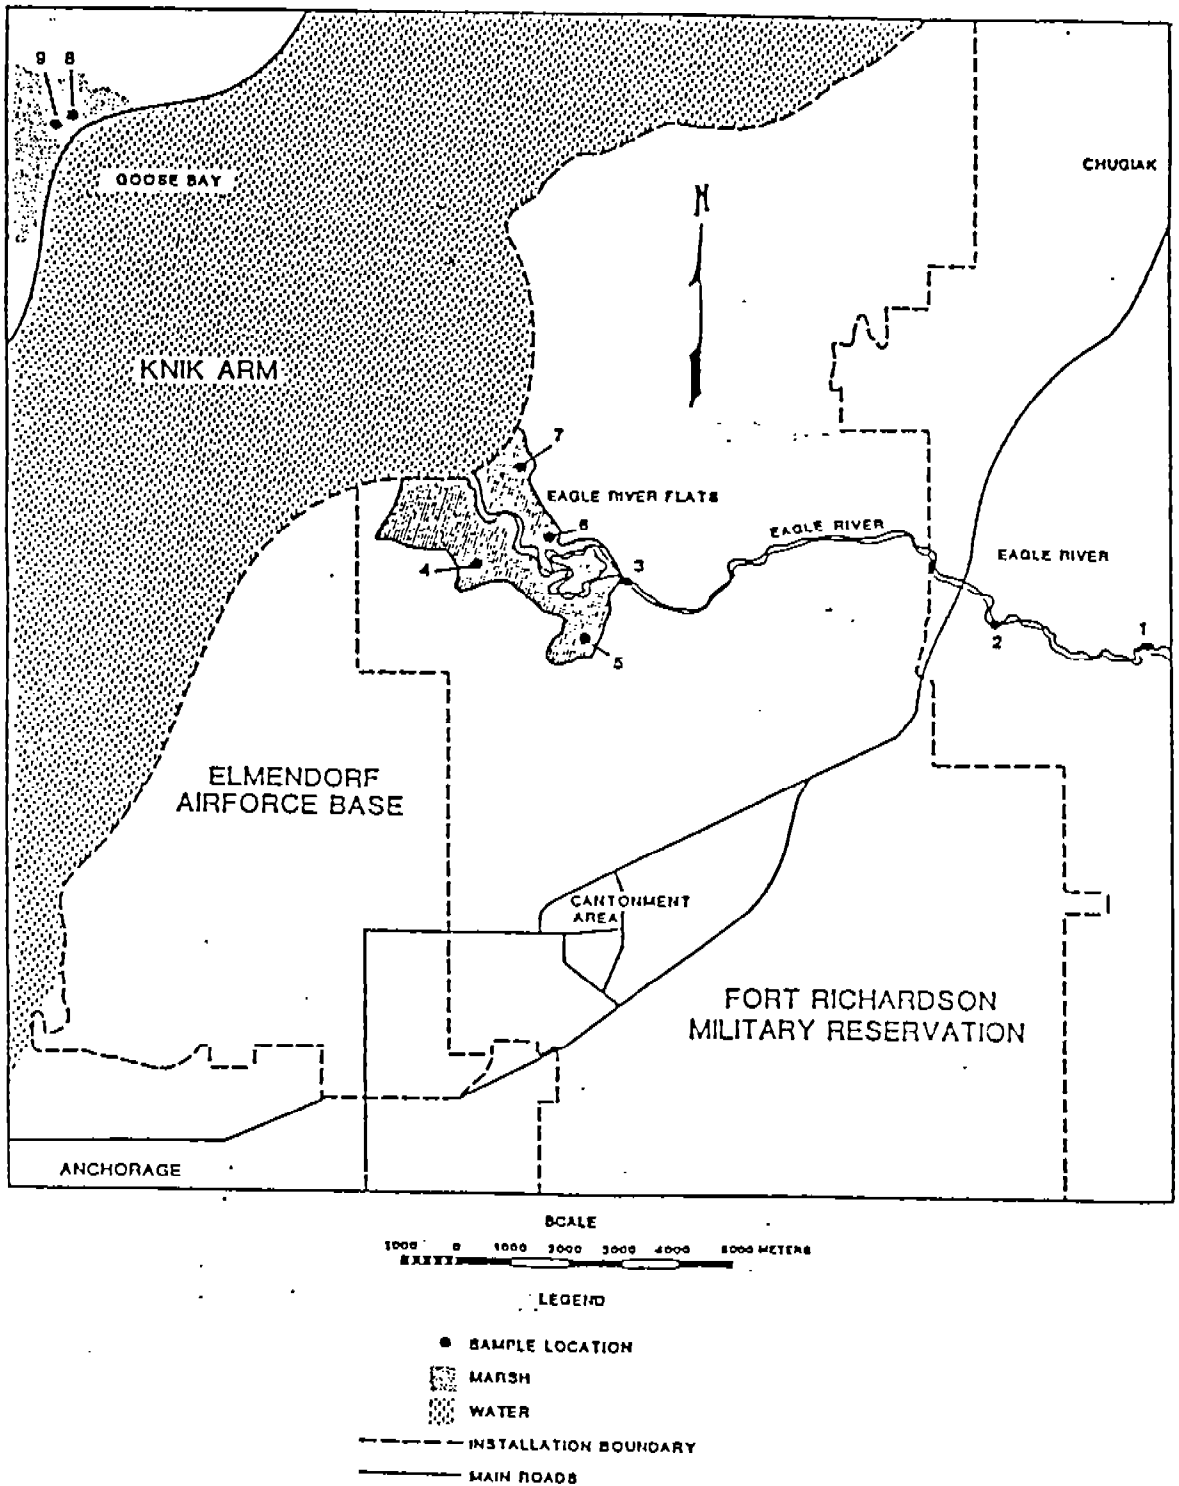 9 8
GOOSE BAY
CHUGIAK
N
KNIK ARM
7
EAGLE RIVER FLATS
6
EAGLE RIVER
EAGLE RIVER
4
3
2
1
5
ELMENDORF
AIRFORCE BASE
CANTONMENT
AREA
FORT RICHARDSON
MILITARY RESERVATION
ANCHORAGE
SCALE
1000 0 1000 2000 3000 4000 5000 METERS
LEGEND
SAMPLE LOCATION
MARSH
WATER
INSTALLATION BOUNDARY
MAIN ROADS